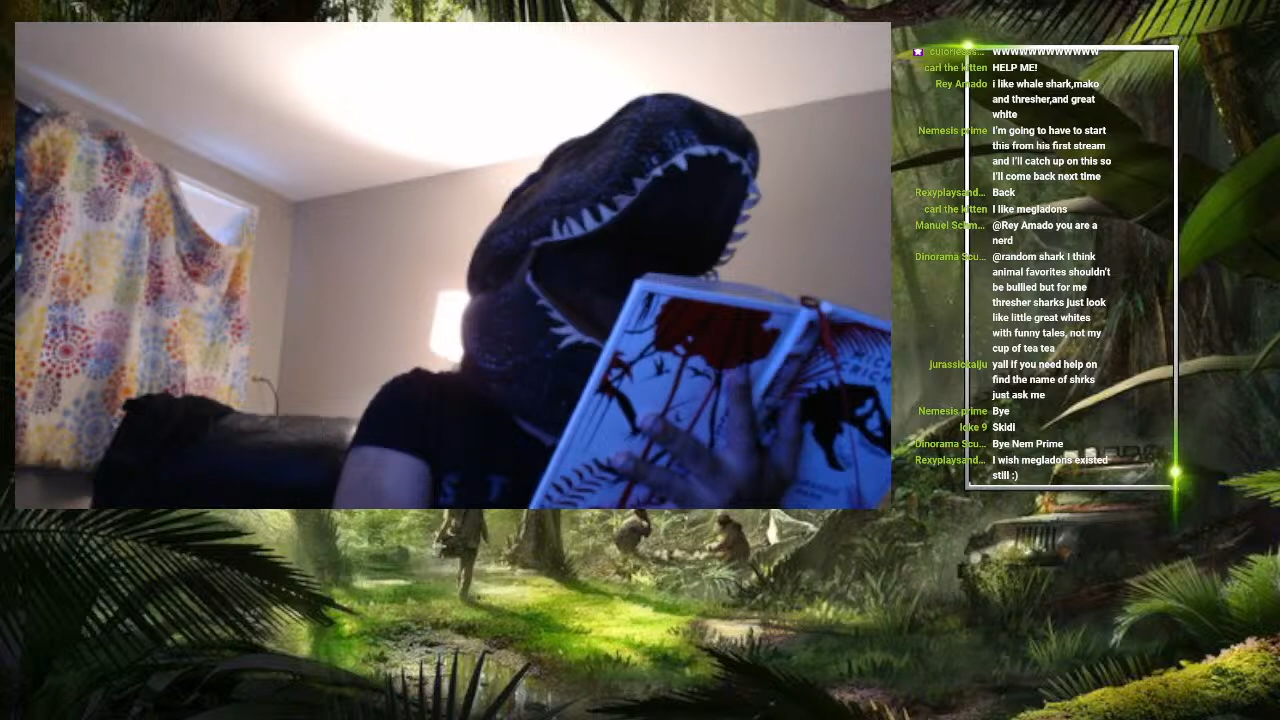 WWWWWWWWWWWW
carl the kitten HELP ME!
Rey Amado i like whale shark,mako
and thresher,and great
white
Nemesis prime I'm going to have to start
this from his first stream
and I'll catch up on this so
I'll come back next time
Rexyplaysand... Back
carl the kitten I like megladons
Manuel Schm... @Rey Amado you are a
nerd
Dinorama Scu... @random shark I think
animal favorites shouldn't
be bullied but for me
thresher sharks just look
like little great whites
with funny tales, not my
cup of tea tea
jurassickaiju yall if you need help on
find the name of shrks
just ask me
Nemesis prime Bye
loke 9 Skidi
Dinorama Scu... Bye Nem Prime
Rexyplaysand... I wish megladons existed
still :)